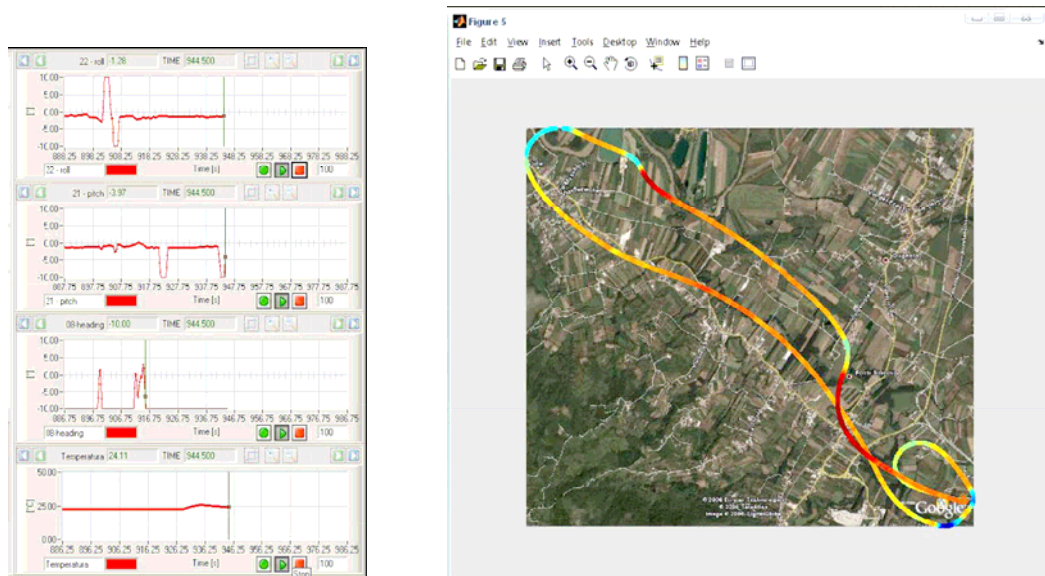 22 - roll -1.28 TIME 944.500
10.00
5.00
0.00
-5.00
-10.00
888.25 898.25 908.25 918.25 928.25 938.25 948.25 958.25 968.25 978.25 988.25
22 - roll Time [s] 100
21 - pitch -3.97 TIME 944.500
10.00
5.00
0.00
-5.00
-10.00
887.75 897.75 907.75 917.75 927.75 937.75 947.75 957.75 967.75 977.75 987.75
21 - pitch Time [s] 100
08-heading -10.00 TIME 944.500
10.00
5.00
0.00
-5.00
-10.00
886.75 896.75 906.75 916.75 926.75 936.75 946.75 956.75 966.75 976.75 986.75
08-heading Time [s] 100
Temperatura 24.11 TIME 944.500
50.00
25.00
0.00
886.25 896.25 906.25 916.25 926.25 936.25 946.25 956.25 966.25 976.25 986.25
Temperatura Time [s] 100
Stop
Figure 5
File Edit View Insert Tools Desktop Window Help
Google